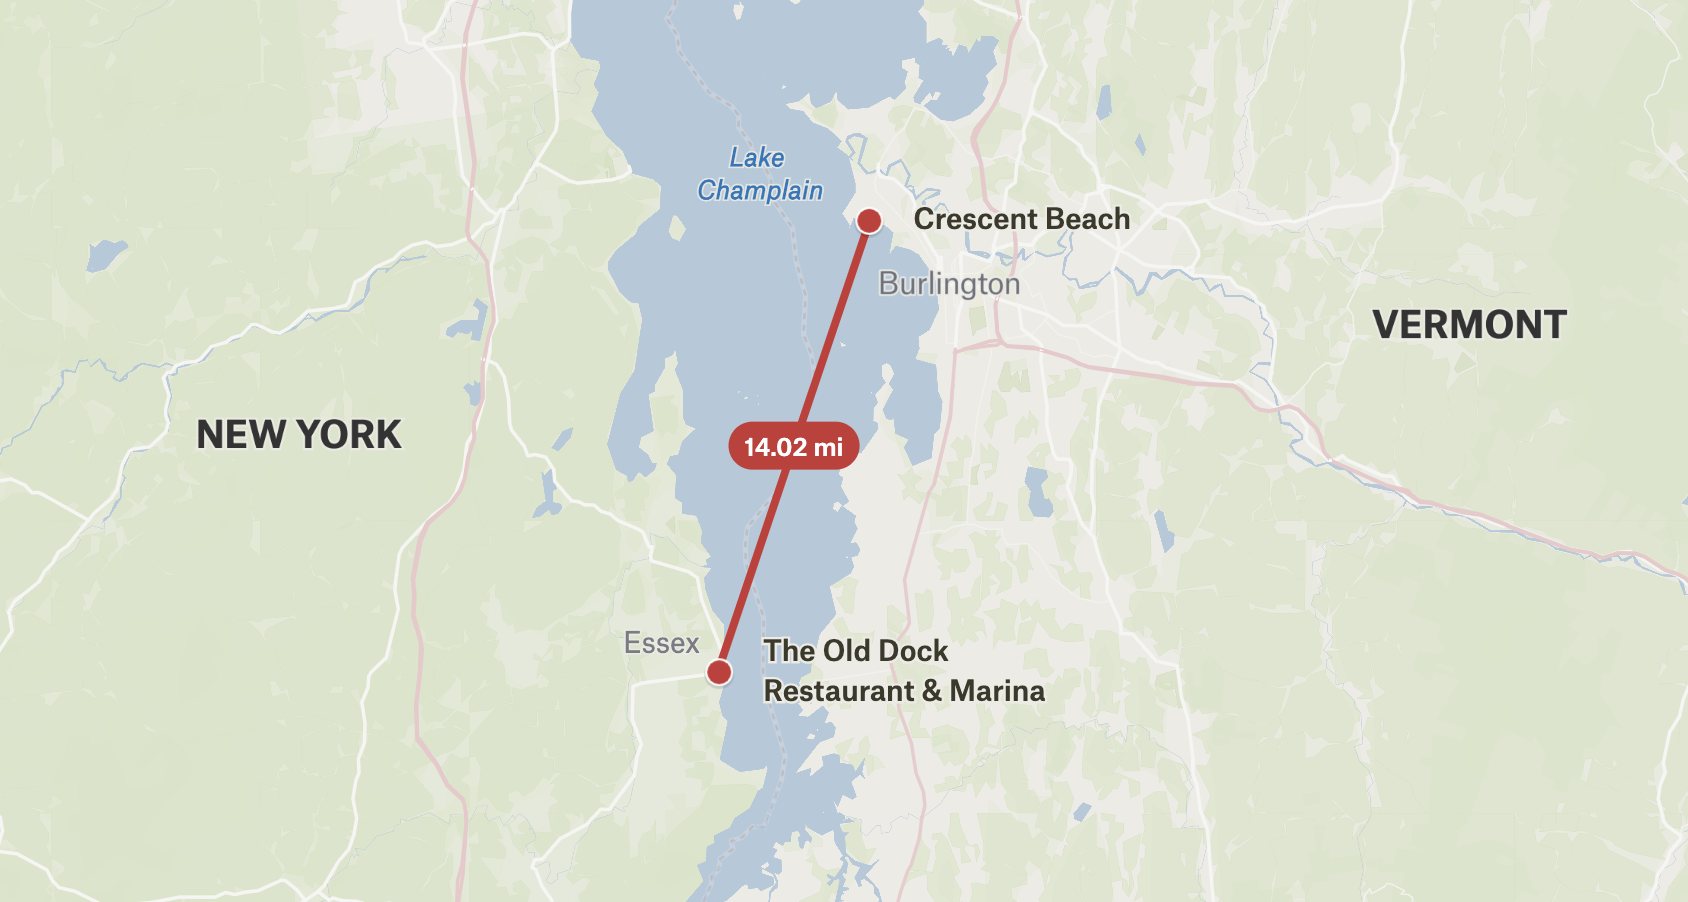 Lake
Champlain
Crescent Beach
Burlington
VERMONT
NEW YORK
14.02 mi
Essex
The Old Dock
Restaurant & Marina